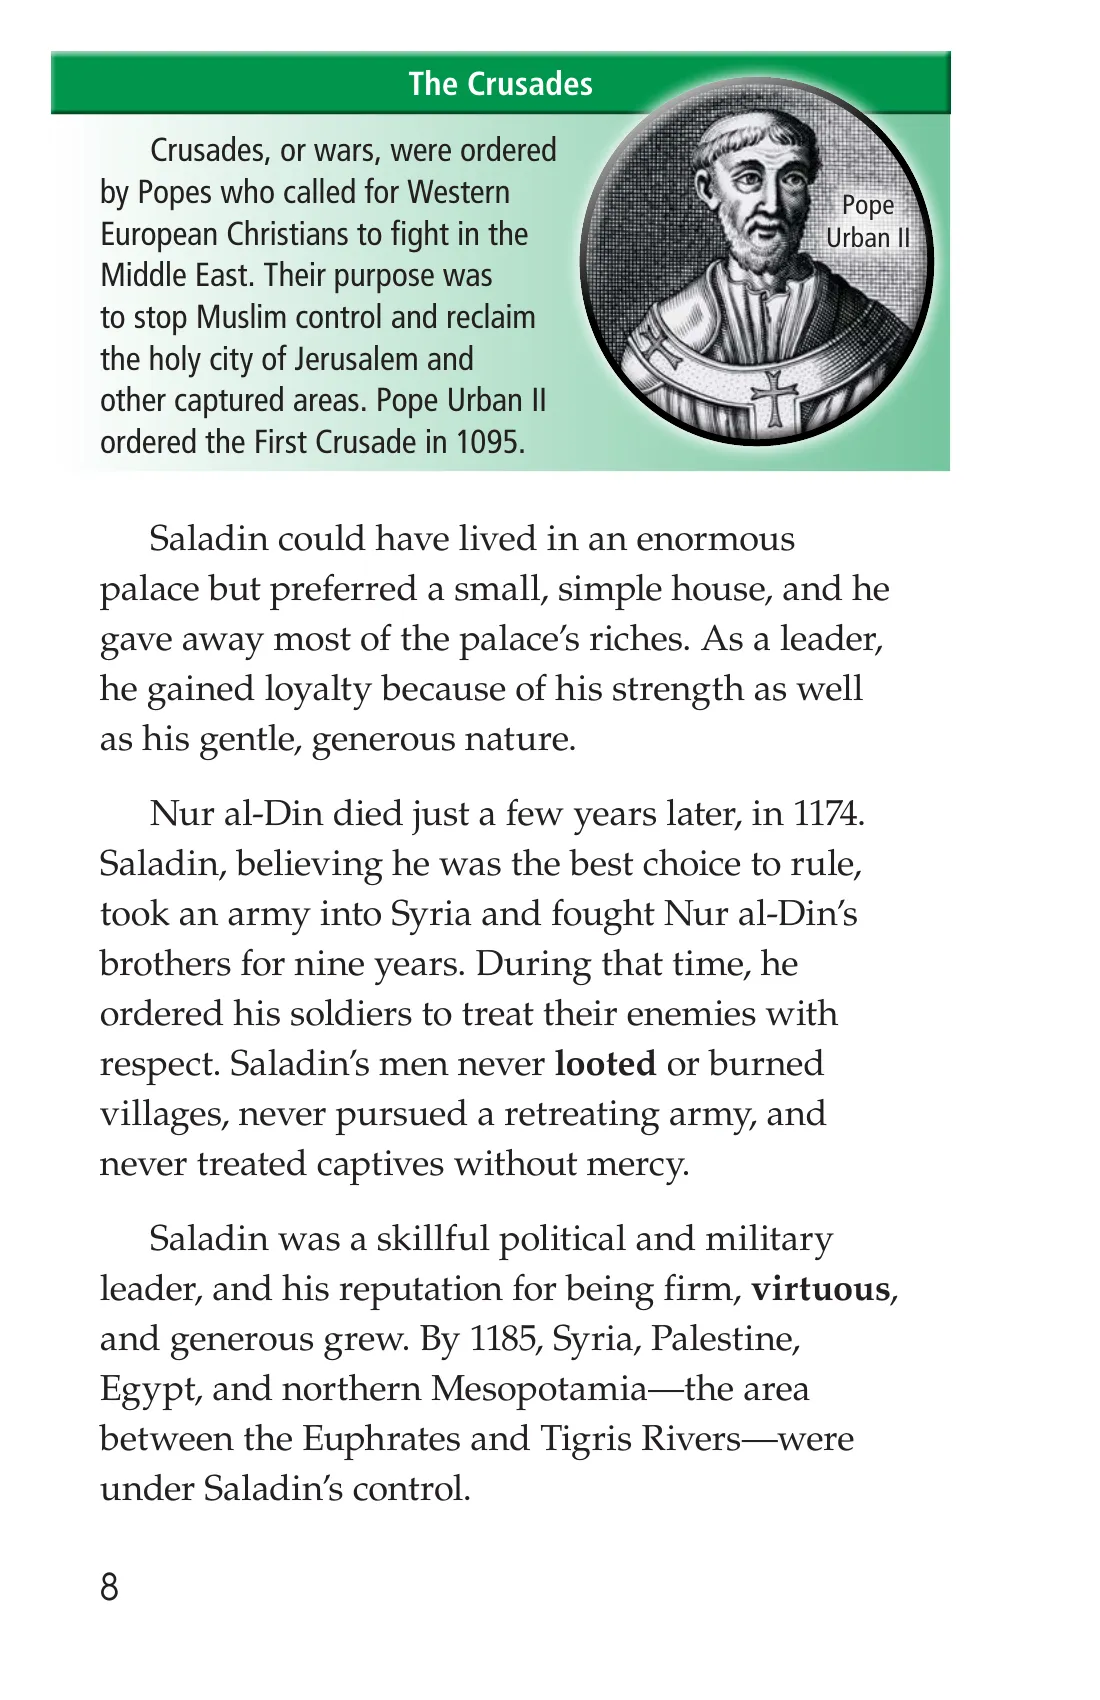 The Crusades
Crusades, or wars, were ordered
by Popes who called for Western
European Christians to fight in the
Middle East. Their purpose was
to stop Muslim control and reclaim
the holy city of Jerusalem and
other captured areas. Pope Urban II
ordered the First Crusade in 1095.
Pope
Urban II
Saladin could have lived in an enormous
palace but preferred a small, simple house, and he
gave away most of the palace’s riches. As a leader,
he gained loyalty because of his strength as well
as his gentle, generous nature.
Nur al-Din died just a few years later, in 1174.
Saladin, believing he was the best choice to rule,
took an army into Syria and fought Nur al-Din’s
brothers for nine years. During that time, he
ordered his soldiers to treat their enemies with
respect. Saladin’s men never looted or burned
villages, never pursued a retreating army, and
never treated captives without mercy.
Saladin was a skillful political and military
leader, and his reputation for being firm, virtuous,
and generous grew. By 1185, Syria, Palestine,
Egypt, and northern Mesopotamia—the area
between the Euphrates and Tigris Rivers—were
under Saladin’s control.
8